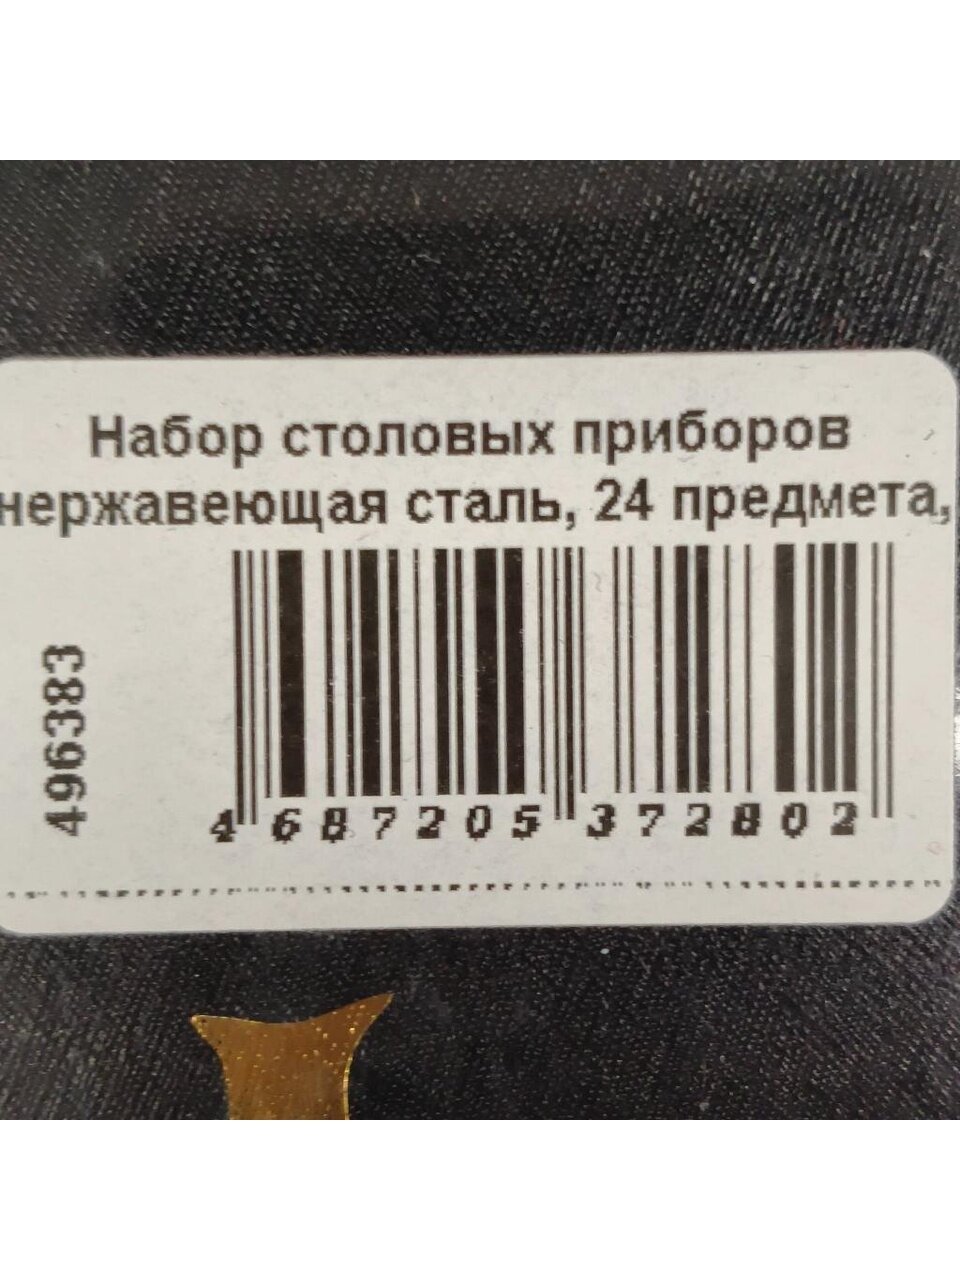 Набор столовых приборов
нержавеющая сталь, 24 предмета,
496383
4 687205 372802